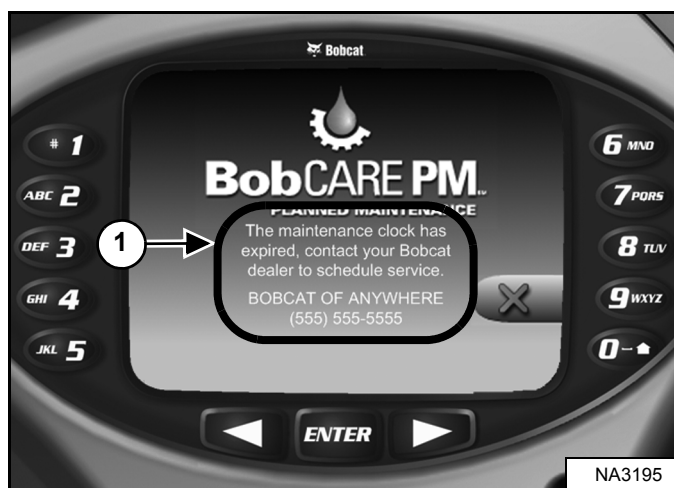 Bobcat
BobCARE PM™
PLANNED MAINTENANCE
The maintenance clock has
expired, contact your Bobcat
dealer to schedule service.
BOBCAT OF ANYWHERE
(555) 555-5555
# 1
ABC 2
DEF 3
GHI 4
JKL 5
6 MNO
7 PQRS
8 TUV
9 WXYZ
0 –
ENTER
1
NA3195